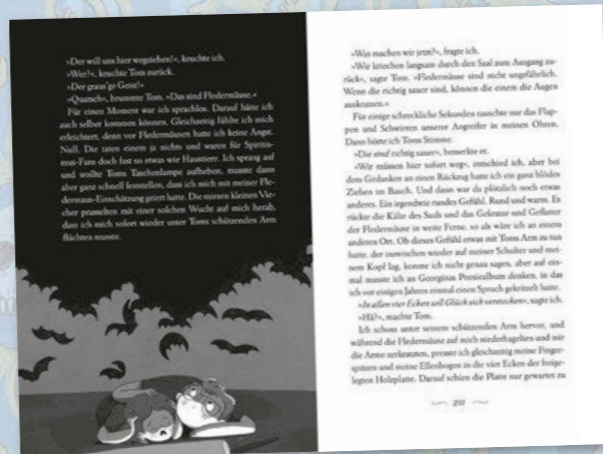 »Der will uns hier wegziehen!«, keuchte ich.
»Wer?«, keuchte Tom zurück.
»Der graus'ge Geist!«
»Quatsch«, brummte Tom. »Das sind Fledermäuse.«
Für einen Moment war ich sprachlos. Darauf hätte ich
auch selber kommen können. Gleichzeitig fühlte ich mich
erleichtert, denn vor Fledermäusen hatte ich keine Angst.
Null. Die taten einem ja nichts und waren für Spiritis-
mus-Fans doch fast so etwas wie Haustiere. Ich sprang auf
und wollte Toms Taschenlampe aufheben, musste dann
aber ganz schnell feststellen, dass ich mich mit meiner Fle-
dermaus-Einschätzung geirrt hatte. Die miesen kleinen Vie-
cher prasselten mit einer solchen Wucht auf mich herab,
dass ich mich sofort wieder unter Toms schützenden Arm
flüchten musste.
»Was machen wir jetzt?«, fragte ich.
»Wir kriechen langsam durch den Saal zum Ausgang zu-
rück«, sagte Tom. »Fledermäuse sind nicht ungefährlich.
Wenn die richtig sauer sind, können die einem die Augen
auskratzen.«
Für einige schreckliche Sekunden rauschte nur das Flap-
pen und Schwirren unserer Angreifer in meinen Ohren.
Dann hörte ich Toms Stimme.
»Die sind richtig sauer«, bemerkte er.
»Wir müssen hier sofort weg«, entschied ich, aber bei
dem Gedanken an einen Rückzug hatte ich ein ganz blödes
Ziehen im Bauch. Und dann war da plötzlich noch etwas
anderes. Ein irgendwie rundes Gefühl. Rund und warm. Es
rückte die Kälte des Saals und das Gekratze und Geflatter
der Fledermäuse in weite Ferne, so als wäre ich an einem
anderen Ort. Ob dieses Gefühl etwas mit Toms Arm zu tun
hatte, der inzwischen wieder auf meiner Schulter und mei-
nem Kopf lag, konnte ich nicht genau sagen, aber auf ein-
mal musste ich an Georginas Poesiealbum denken, in das
ich vor einigen Jahren einmal einen Spruch gekritzelt hatte.
»In allen vier Ecken soll Glück sich verstecken«, sagte ich.
»Hä?«, machte Tom.
Ich schoss unter seinem schützenden Arm hervor, und
während die Fledermäuse auf mich niederhagelten und mir
die Arme zerkratzten, presste ich gleichzeitig meine Finger-
spitzen und meine Ellenbogen in die vier Ecken der freige-
legten Holzplatte. Darauf schien die Platte nur gewartet zu
207